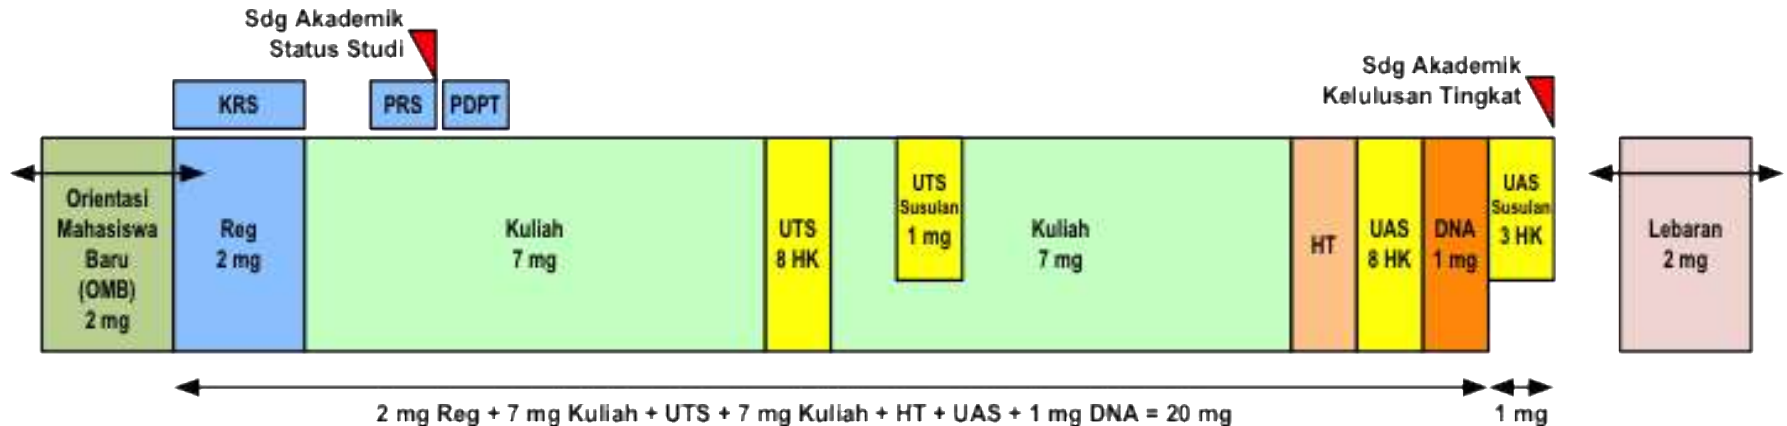 Sdg Akademik
Status Studi
Sdg Akademik
Kelulusan Tingkat
KRS
PRS
PDPT
Orientasi
Mahasiswa
Baru
(OMB)
2 mg
Reg
2 mg
Kuliah
7 mg
UTS
8 HK
UTS
Susulan
1 mg
Kuliah
7 mg
HT
UAS
8 HK
DNA
1 mg
UAS
Susulan
3 HK
Lebaran
2 mg
2 mg Reg + 7 mg Kuliah + UTS + 7 mg Kuliah + HT + UAS + 1 mg DNA = 20 mg
1 mg